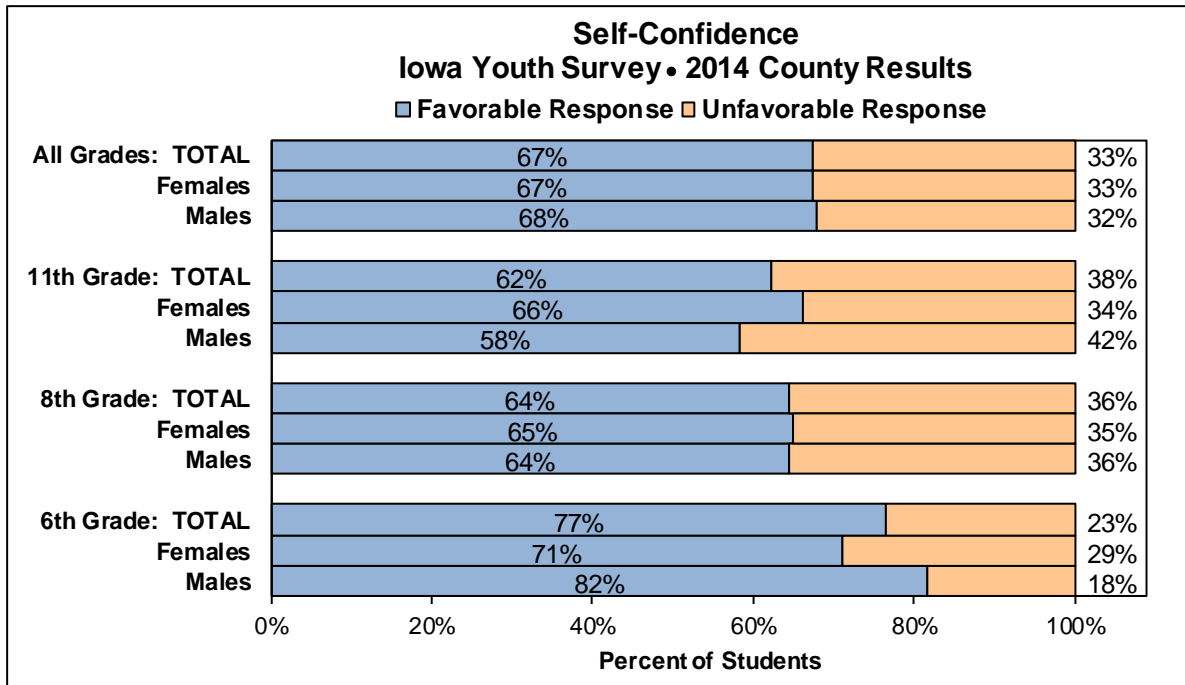 Self-Confidence
Iowa Youth Survey • 2014 County Results
Favorable Response Unfavorable Response
All Grades: TOTAL 67% 33%
Females 67% 33%
Males 68% 32%
11th Grade: TOTAL 62% 38%
Females 66% 34%
Males 58% 42%
8th Grade: TOTAL 64% 36%
Females 65% 35%
Males 64% 36%
6th Grade: TOTAL 77% 23%
Females 71% 29%
Males 82% 18%
0% 20% 40% 60% 80% 100%
Percent of Students